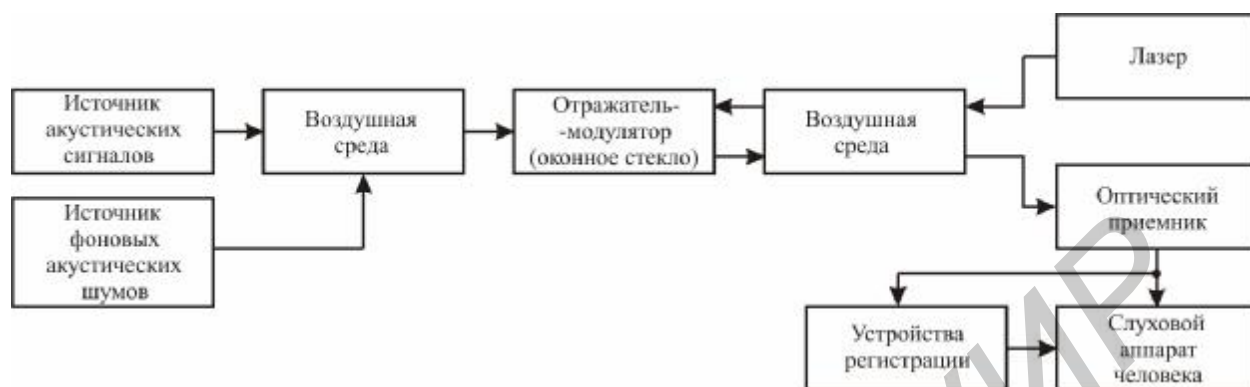 Источник
акустических
сигналов
Воздушная
среда
Отражатель-
-модулятор
(оконное стекло)
Воздушная
среда
Лазер
Источник
фоновых
акустических
шумов
Оптический
приемник
Устройства
регистрации
Слуховой
аппарат
человека